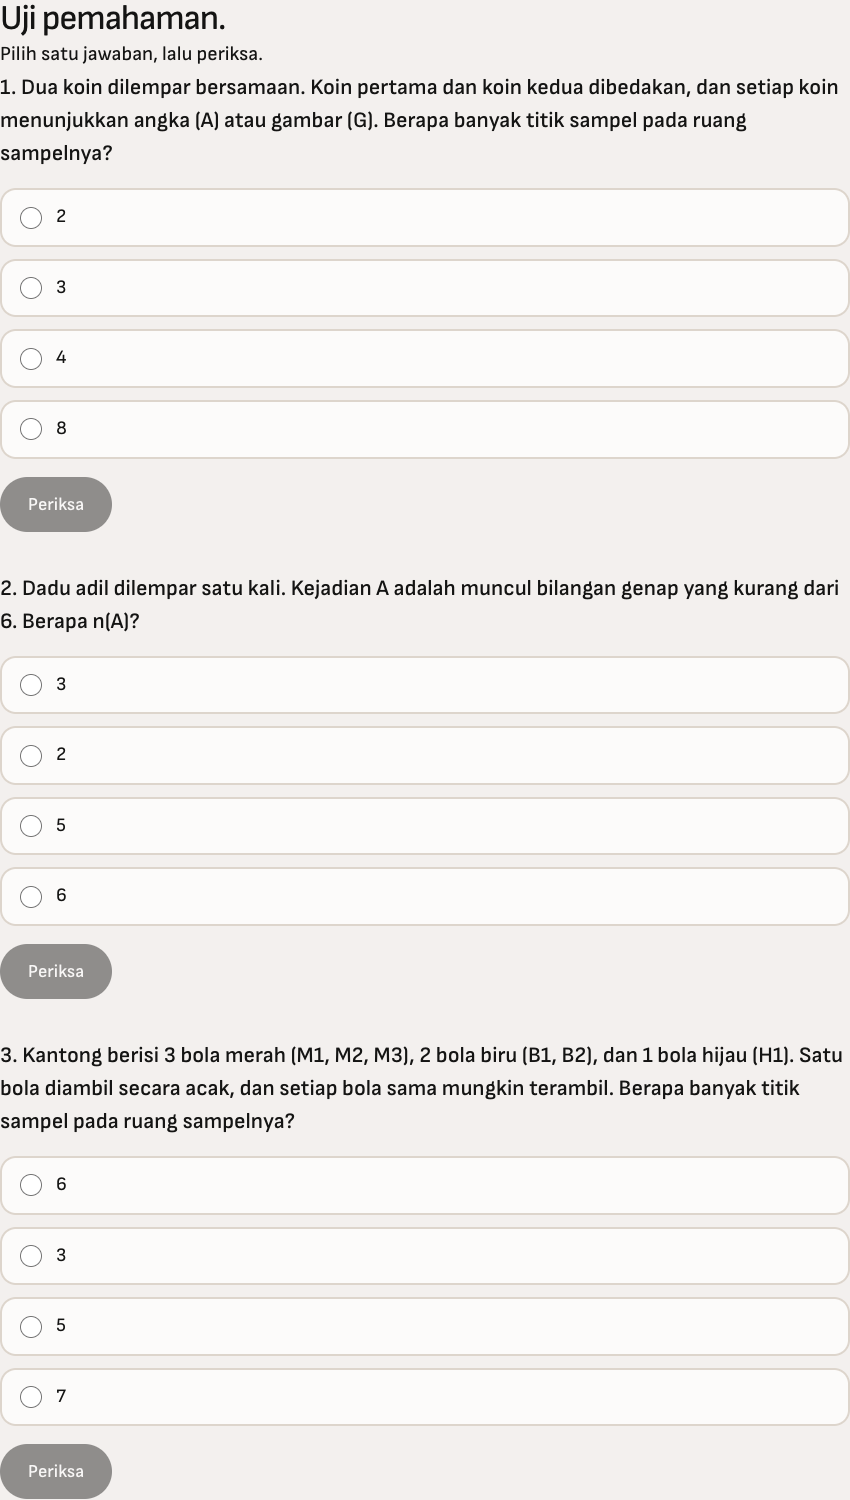 Uji pemahaman.
Pilih satu jawaban, lalu periksa.
1. Dua koin dilempar bersamaan. Koin pertama dan koin kedua dibedakan, dan setiap koin
menunjukkan angka (A) atau gambar (G). Berapa banyak titik sampel pada ruang
sampelnya?
2
3
4
8
Periksa
2. Dadu adil dilempar satu kali. Kejadian A adalah muncul bilangan genap yang kurang dari
6. Berapa n(A)?
3
2
5
6
Periksa
3. Kantong berisi 3 bola merah (M1, M2, M3), 2 bola biru (B1, B2), dan 1 bola hijau (H1). Satu
bola diambil secara acak, dan setiap bola sama mungkin terambil. Berapa banyak titik
sampel pada ruang sampelnya?
6
3
5
7
Periksa